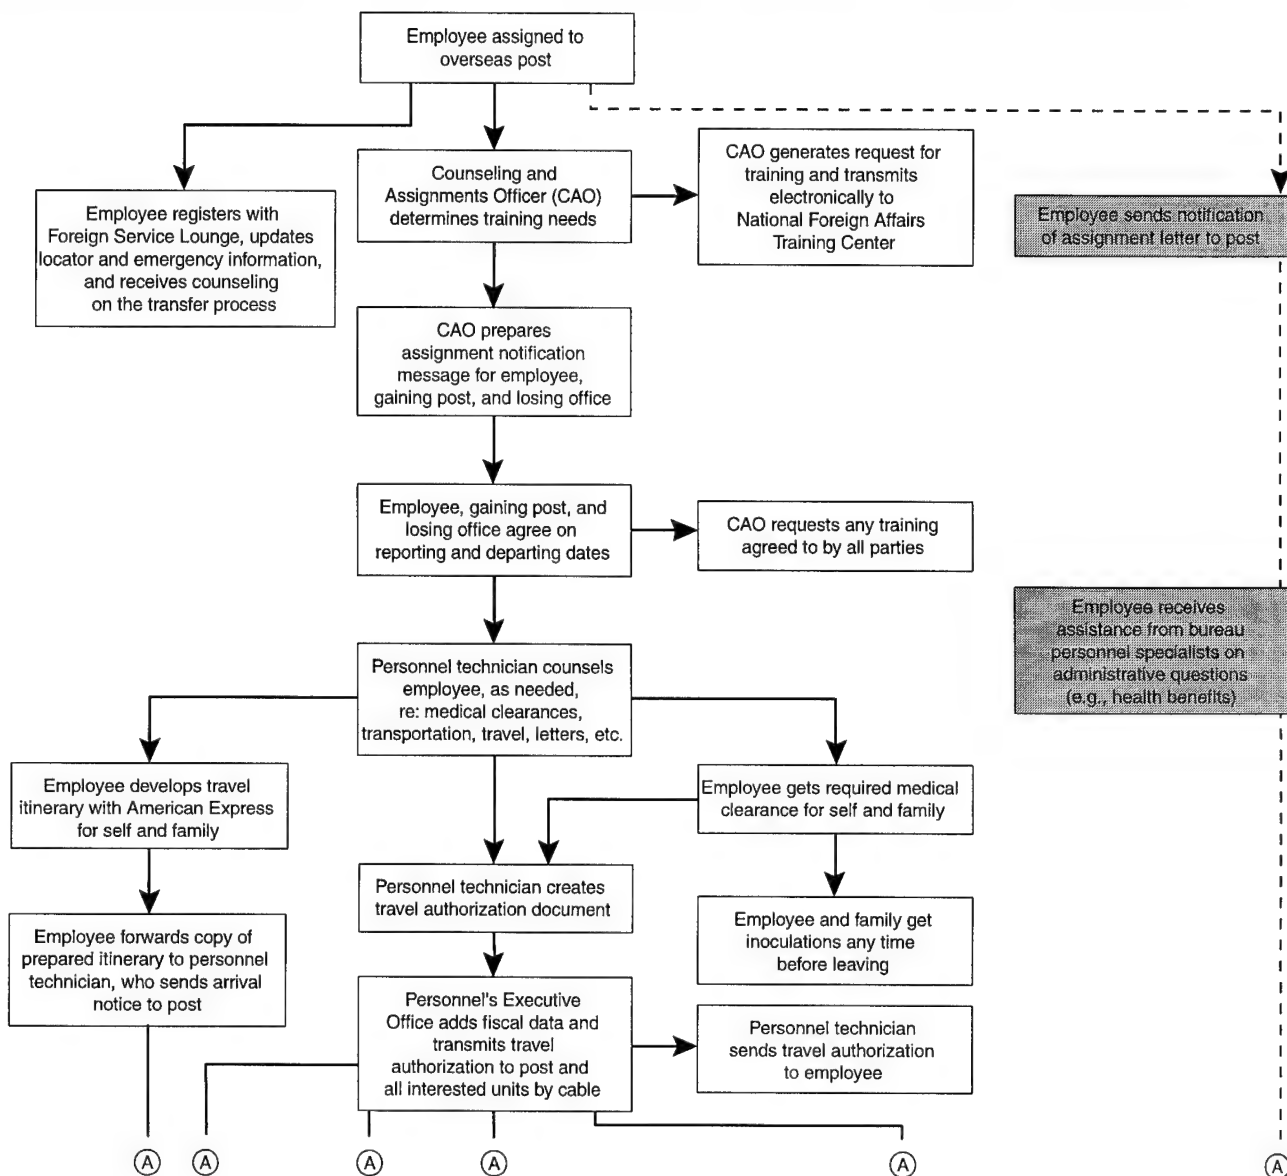 Employee assigned to
overseas post
Employee registers with
Foreign Service Lounge, updates
locator and emergency information,
and receives counseling
on the transfer process
Counseling and
Assignments Officer (CAO)
determines training needs
CAO generates request for
training and transmits
electronically to
National Foreign Affairs
Training Center
Employee sends notification
of assignment letter to post
CAO prepares
assignment notification
message for employee,
gaining post, and losing office
Employee, gaining post, and
losing office agree on
reporting and departing dates
CAO requests any training
agreed to by all parties
Employee receives
assistance from bureau
personnel specialists on
administrative questions
(e.g., health benefits)
Personnel technician counsels
employee, as needed,
re: medical clearances,
transportation, travel, letters, etc.
Employee develops travel
itinerary with American Express
for self and family
Employee gets required medical
clearance for self and family
Personnel technician creates
travel authorization document
Employee and family get
inoculations any time
before leaving
Employee forwards copy of
prepared itinerary to personnel
technician, who sends arrival
notice to post
Personnel's Executive
Office adds fiscal data and
transmits travel
authorization to post and
all interested units by cable
Personnel technician
sends travel authorization
to employee
A A A A A A